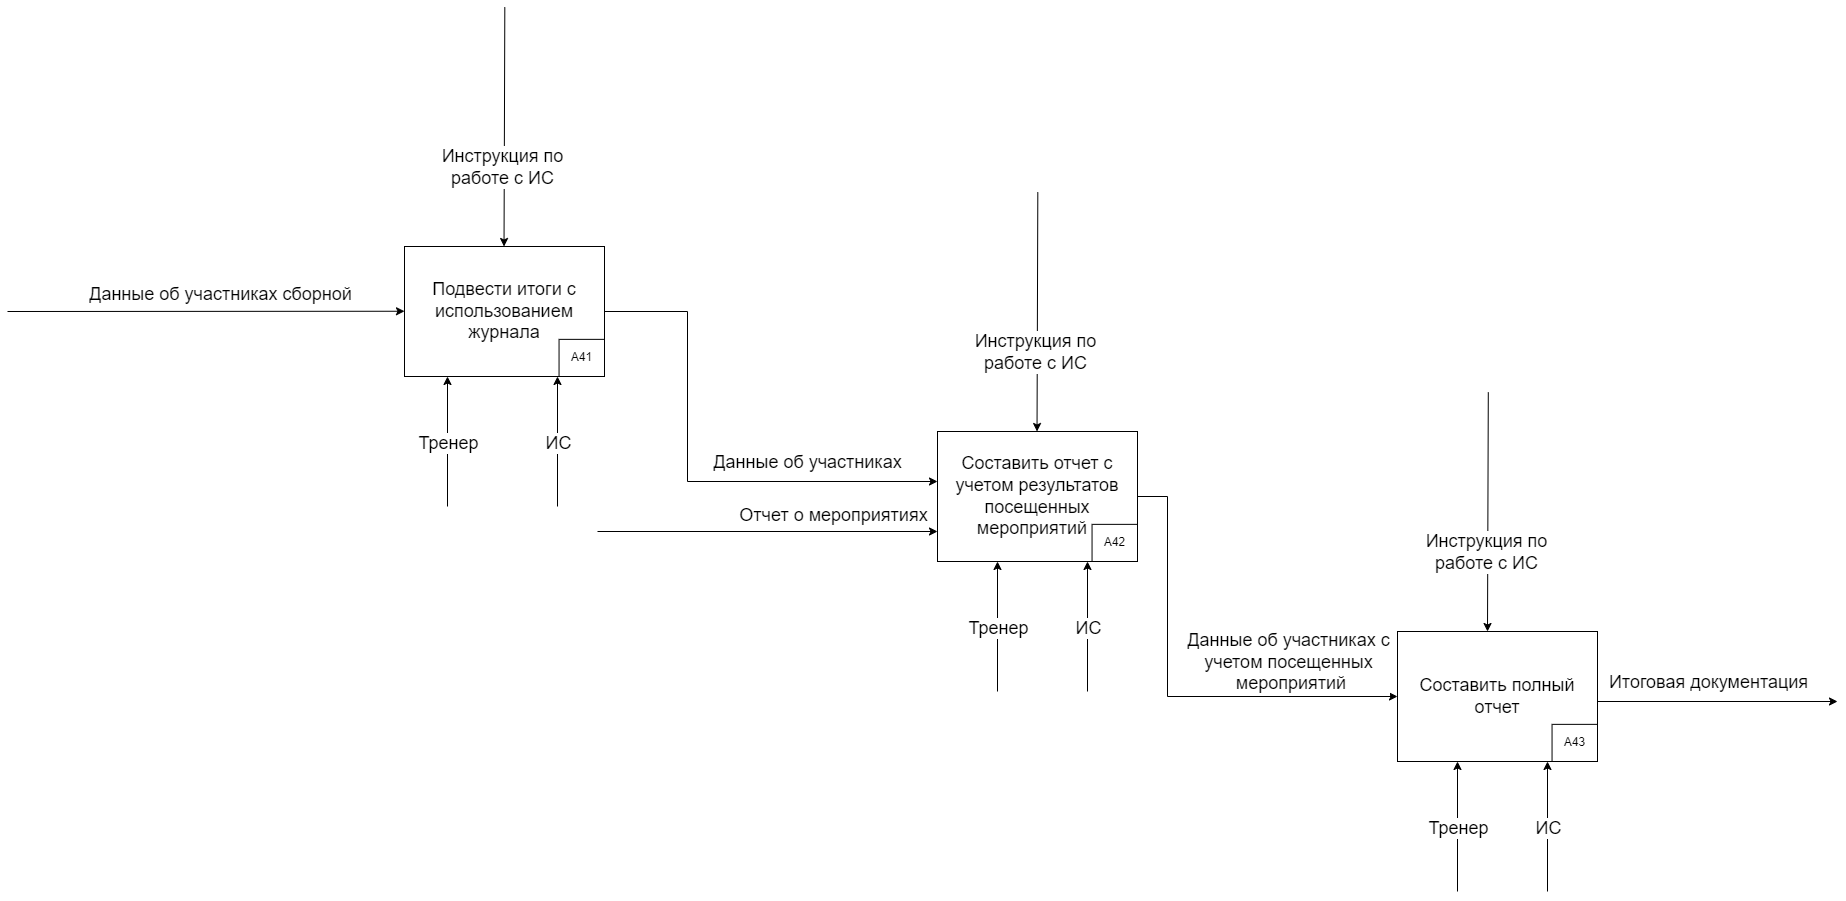 Инструкция по
работе с ИС
Данные об участниках сборной
Подвести итоги с
использованием
журнала
A41
Тренер
ИС
Инструкция по
работе с ИС
Данные об участниках
Отчет о мероприятиях
Составить отчет с
учетом результатов
посещенных
мероприятий
A42
Тренер
ИС
Инструкция по
работе с ИС
Данные об участниках с
учетом посещенных
мероприятий
Составить полный
отчет
A43
Итоговая документация
Тренер
ИС